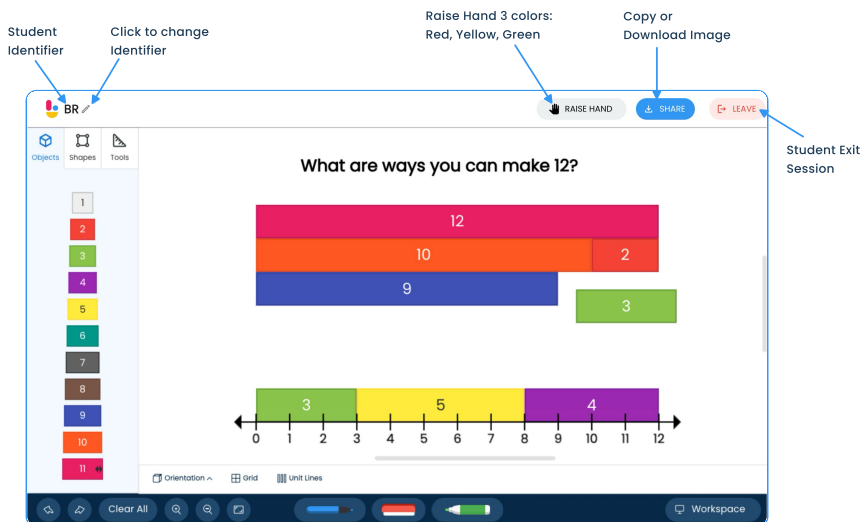 Student
Identifier
Click to change
Identifier
Raise Hand 3 colors:
Red, Yellow, Green
Copy or
Download Image
BR
RAISE HAND
SHARE
LEAVE
Student Exit
Session
Objects
Shapes
Tools
What are ways you can make 12?
1
2
3
4
5
6
7
8
9
10
11
12
10
2
9
3
3
5
4
0 1 2 3 4 5 6 7 8 9 10 11 12
Orientation
Grid
Unit Lines
Clear All
Workspace